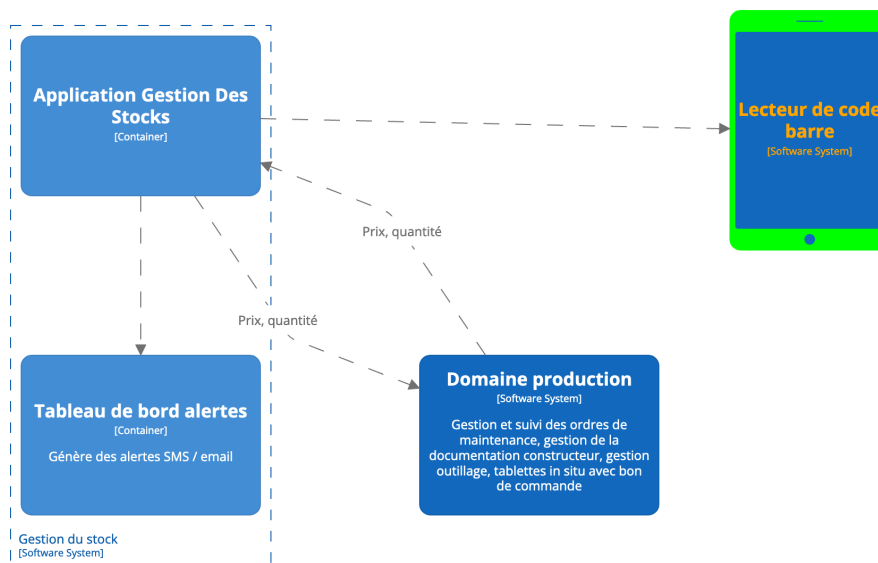 Application Gestion Des
Stocks
[Container]
Lecteur de code
barre
[Software System]
Prix, quantité
Prix, quantité
Tableau de bord alertes
[Container]
Génère des alertes SMS / email
Domaine production
[Software System]
Gestion et suivi des ordres de
maintenance, gestion de la
documentation constructeur, gestion
outillage, tablettes in situ avec bon
de commande
Gestion du stock
[Software System]